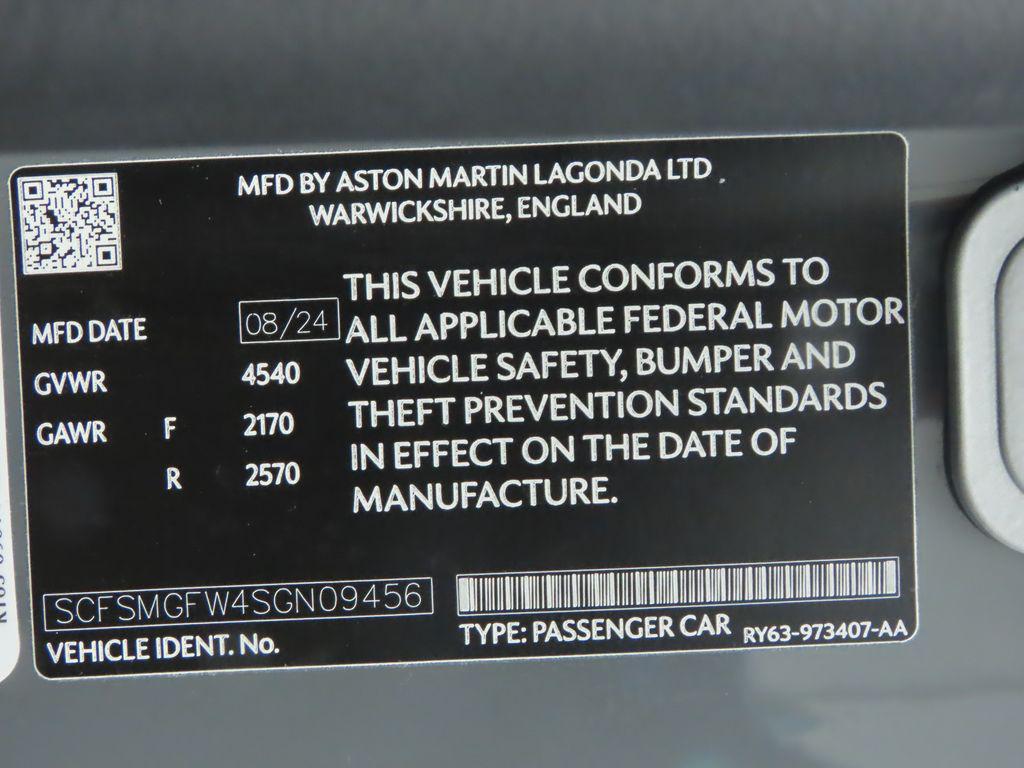 MFD BY ASTON MARTIN LAGONDA LTD
WARWICKSHIRE, ENGLAND
THIS VEHICLE CONFORMS TO
ALL APPLICABLE FEDERAL MOTOR
VEHICLE SAFETY, BUMPER AND
THEFT PREVENTION STANDARDS
IN EFFECT ON THE DATE OF
MANUFACTURE.
MFD DATE 08/24
GVWR 4540
GAWR F 2170
R 2570
SCFSMGFW4SGN09456
VEHICLE IDENT. No.
TYPE: PASSENGER CAR RY63-973407-AA